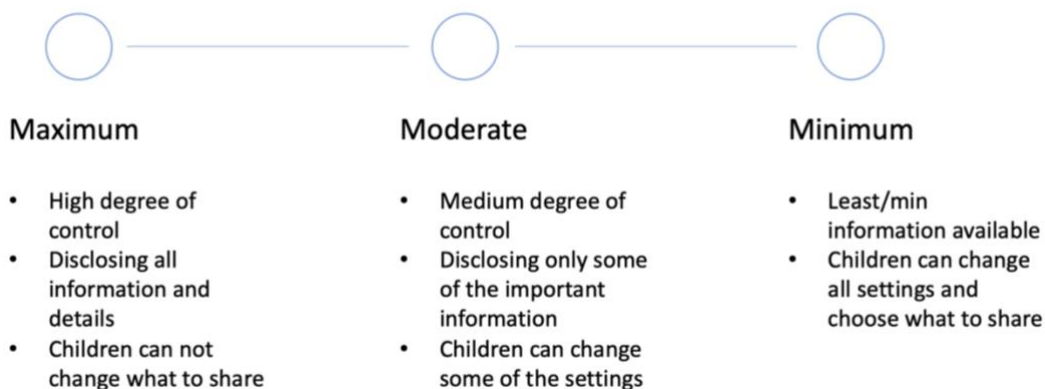 Maximum
• High degree of
control
• Disclosing all
information and
details
• Children can not
change what to share
Moderate
• Medium degree of
control
• Disclosing only some
of the important
information
• Children can change
some of the settings
Minimum
• Least/min
information available
• Children can change
all settings and
choose what to share